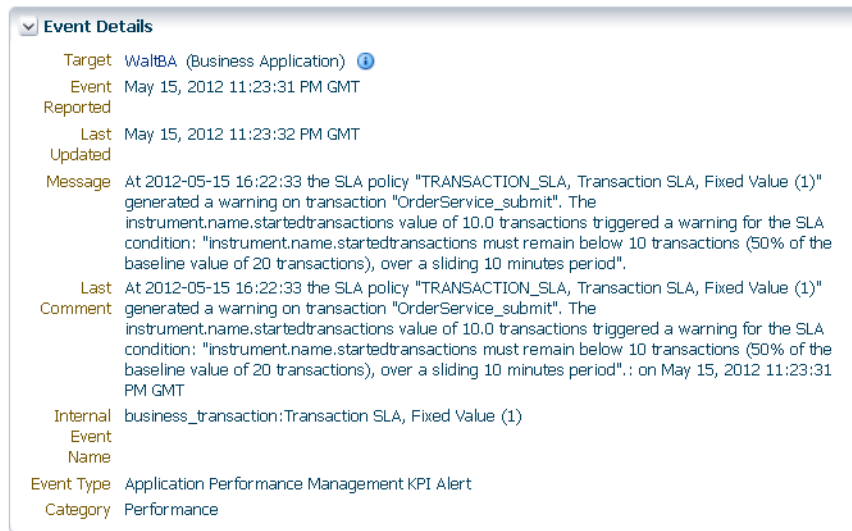 Event Details
Target WaltBA (Business Application)
Event Reported May 15, 2012 11:23:31 PM GMT
Last Updated May 15, 2012 11:23:32 PM GMT
Message At 2012-05-15 16:22:33 the SLA policy "TRANSACTION_SLA, Transaction SLA, Fixed Value (1)"
generated a warning on transaction "OrderService_submit". The
instrument.name.startedtransactions value of 10.0 transactions triggered a warning for the SLA
condition: "instrument.name.startedtransactions must remain below 10 transactions (50% of the
baseline value of 20 transactions), over a sliding 10 minutes period".
Last Comment At 2012-05-15 16:22:33 the SLA policy "TRANSACTION_SLA, Transaction SLA, Fixed Value (1)"
generated a warning on transaction "OrderService_submit". The
instrument.name.startedtransactions value of 10.0 transactions triggered a warning for the SLA
condition: "instrument.name.startedtransactions must remain below 10 transactions (50% of the
baseline value of 20 transactions), over a sliding 10 minutes period".: on May 15, 2012 11:23:31
PM GMT
Internal Event Name business_transaction:Transaction SLA, Fixed Value (1)
Event Type Application Performance Management KPI Alert
Category Performance